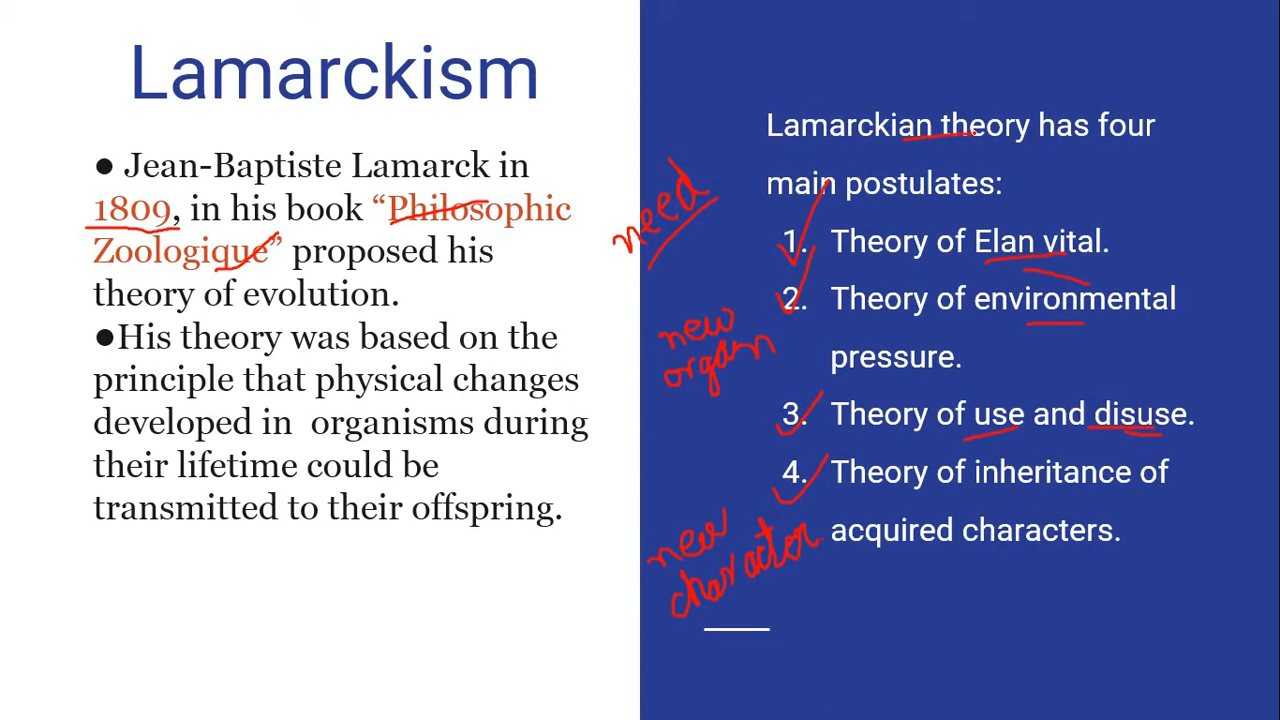 Lamarckism
● Jean-Baptiste Lamarck in
1809, in his book “Philosophic
Zoologique” proposed his
theory of evolution.
●His theory was based on the
principle that physical changes
developed in organisms during
their lifetime could be
transmitted to their offspring.
Lamarckian theory has four
main postulates:
need
1. Theory of Elan vital.
2. Theory of environmental
pressure.
new
organ
3. Theory of use and disuse.
4. Theory of inheritance of
acquired characters.
new
character